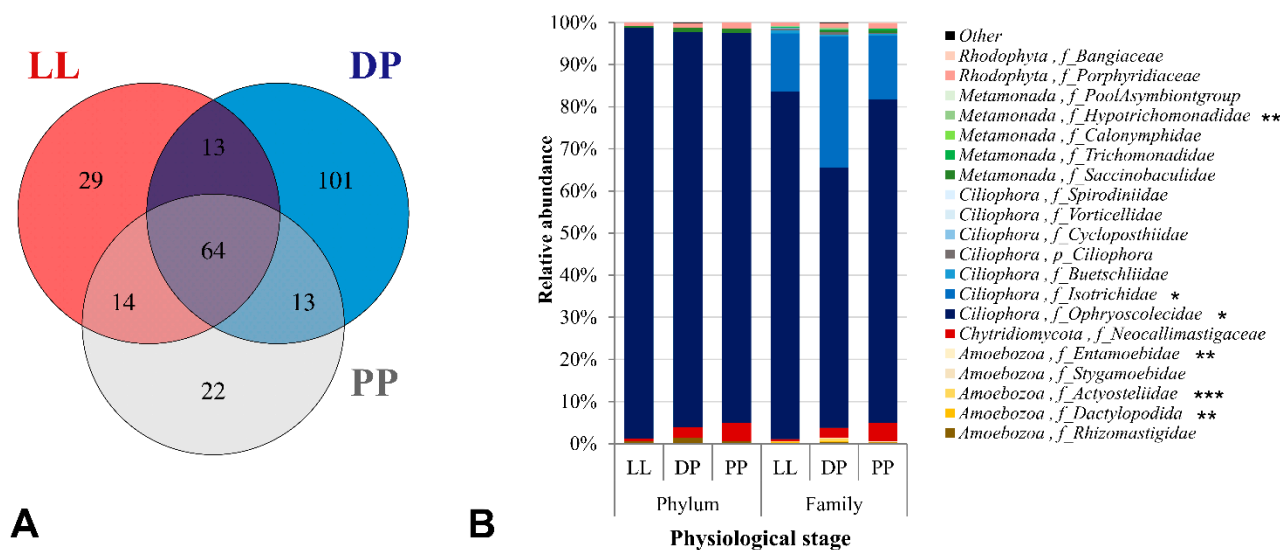 LL
DP
13
29
101
64
14
13
PP
22
A
100%
90%
80%
70%
60%
50%
40%
30%
20%
10%
0%
Relative abundance
LL DP PP LL DP PP
Phylum Family
Physiological stage
B
Other
Rhodophyta , f_Bangiaceae
Rhodophyta , f_Porphyridiaceae
Metamonada , f_PoolAsymbiontgroup
Metamonada , f_Hypotrichomonadidae **
Metamonada , f_Calonymphidae
Metamonada , f_Trichomonadidae
Metamonada , f_Saccinobaculidae
Ciliophora , f_Spirodiniidae
Ciliophora , f_Vorticellidae
Ciliophora , f_Cycloposthiidae
Ciliophora , p_Ciliophora
Ciliophora , f_Buetschliidae
Ciliophora , f_Isotrichidae *
Ciliophora , f_Ophryoscolecidae *
Chytridiomycota , f_Neocallimastigaceae
Amoebozoa , f_Entamoebidae **
Amoebozoa , f_Stygamoebidae
Amoebozoa , f_Actyosteliidae ***
Amoebozoa , f_Dactylopodida **
Amoebozoa , f_Rhizomastigidae